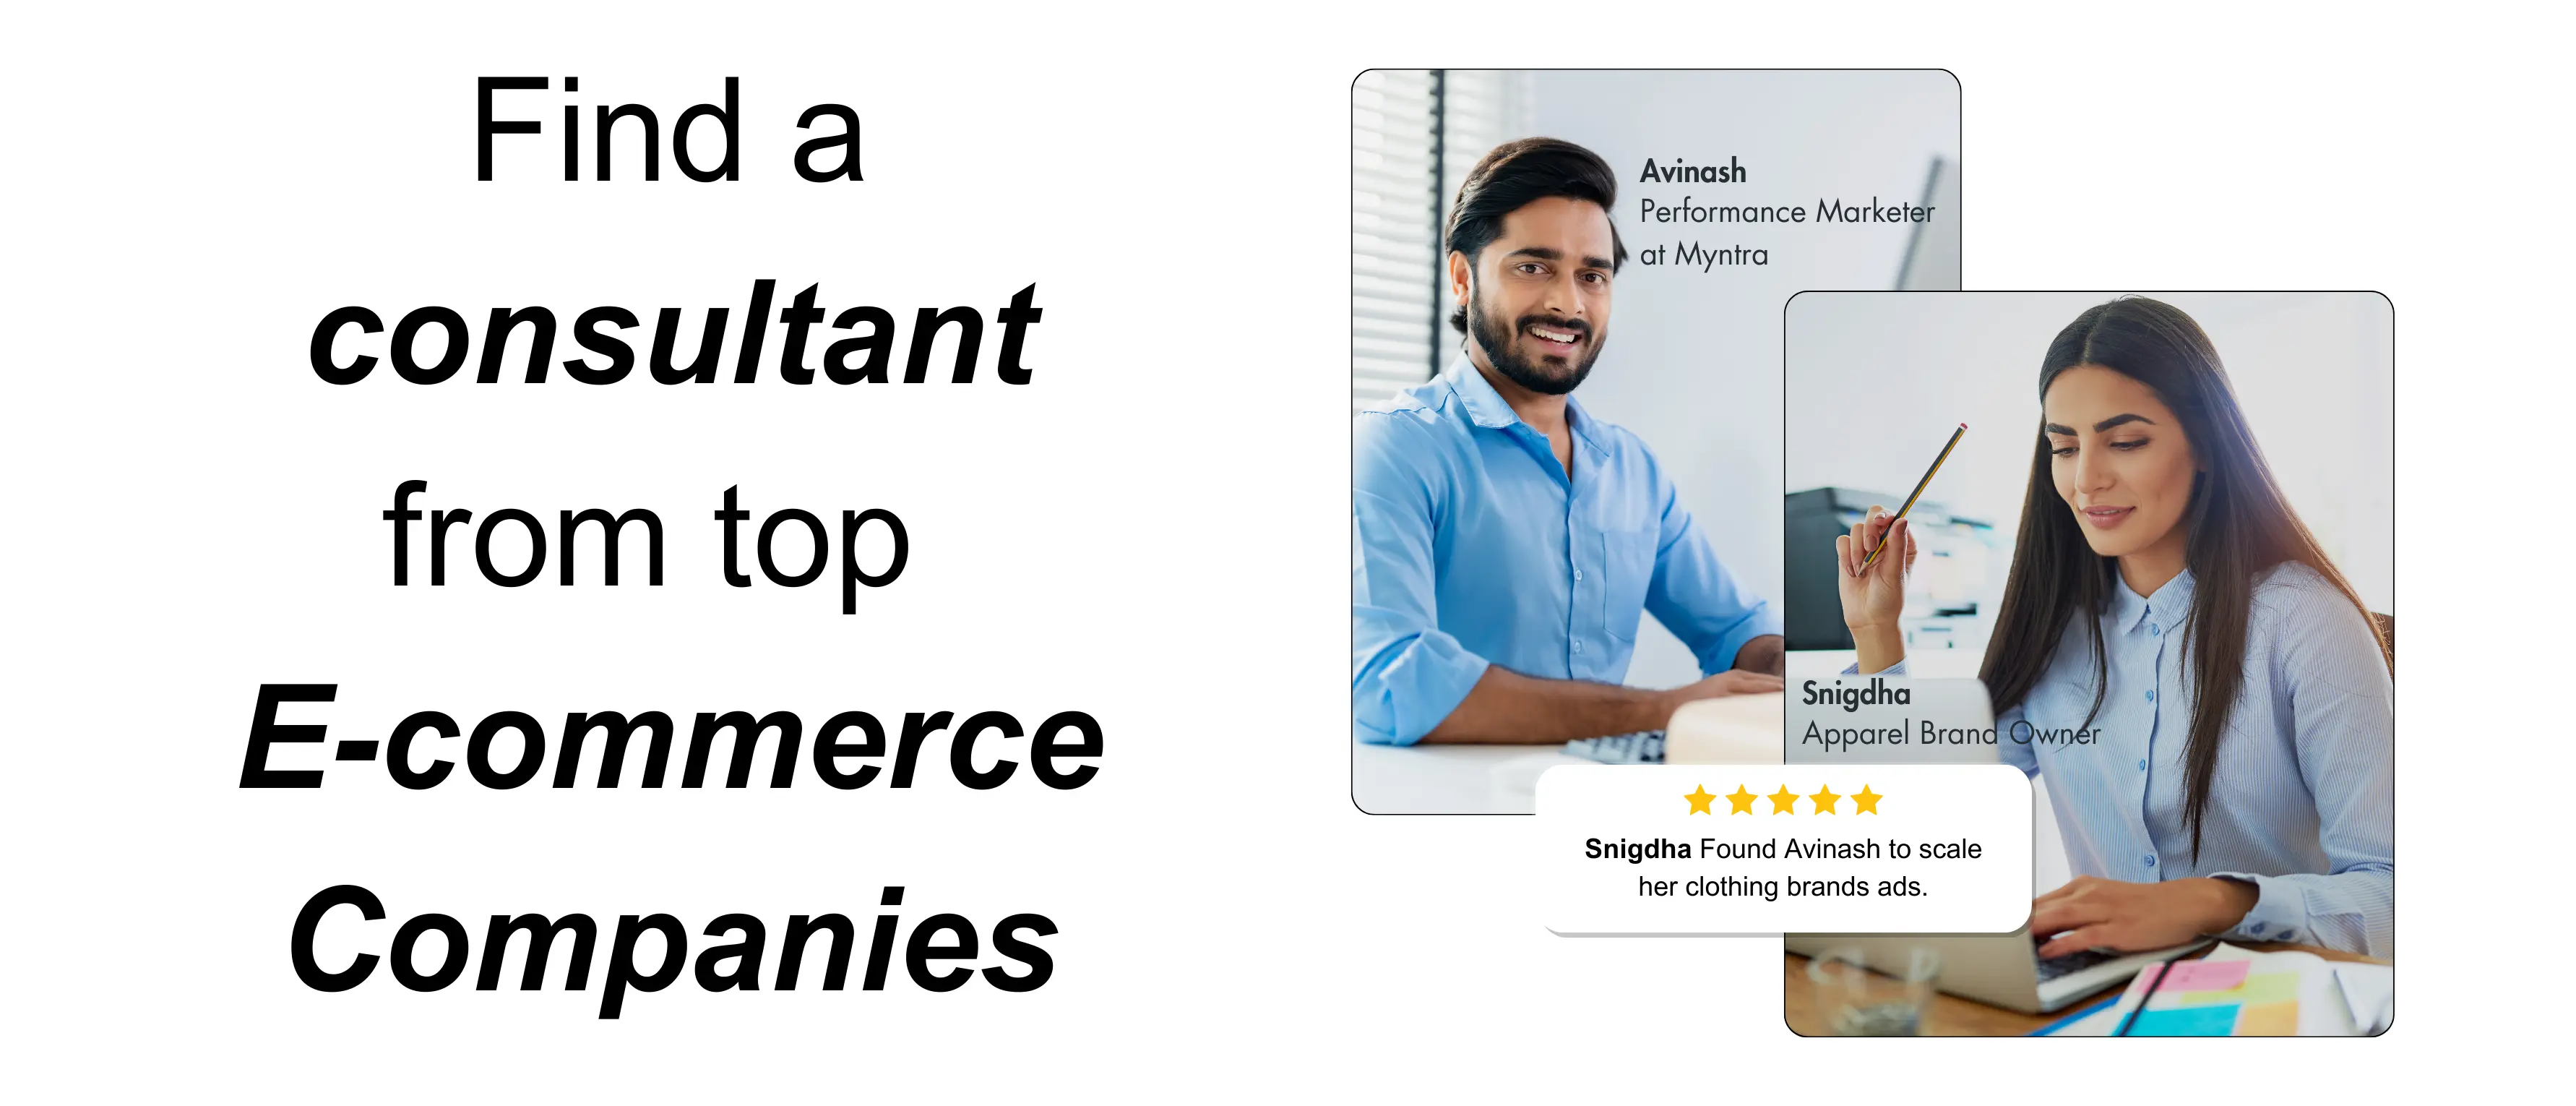 Find a
consultant
from top
E-commerce
Companies
Avinash
Performance Marketer
at Myntra
Snigdha
Apparel Brand Owner
Snigdha Found Avinash to scale
her clothing brands ads.